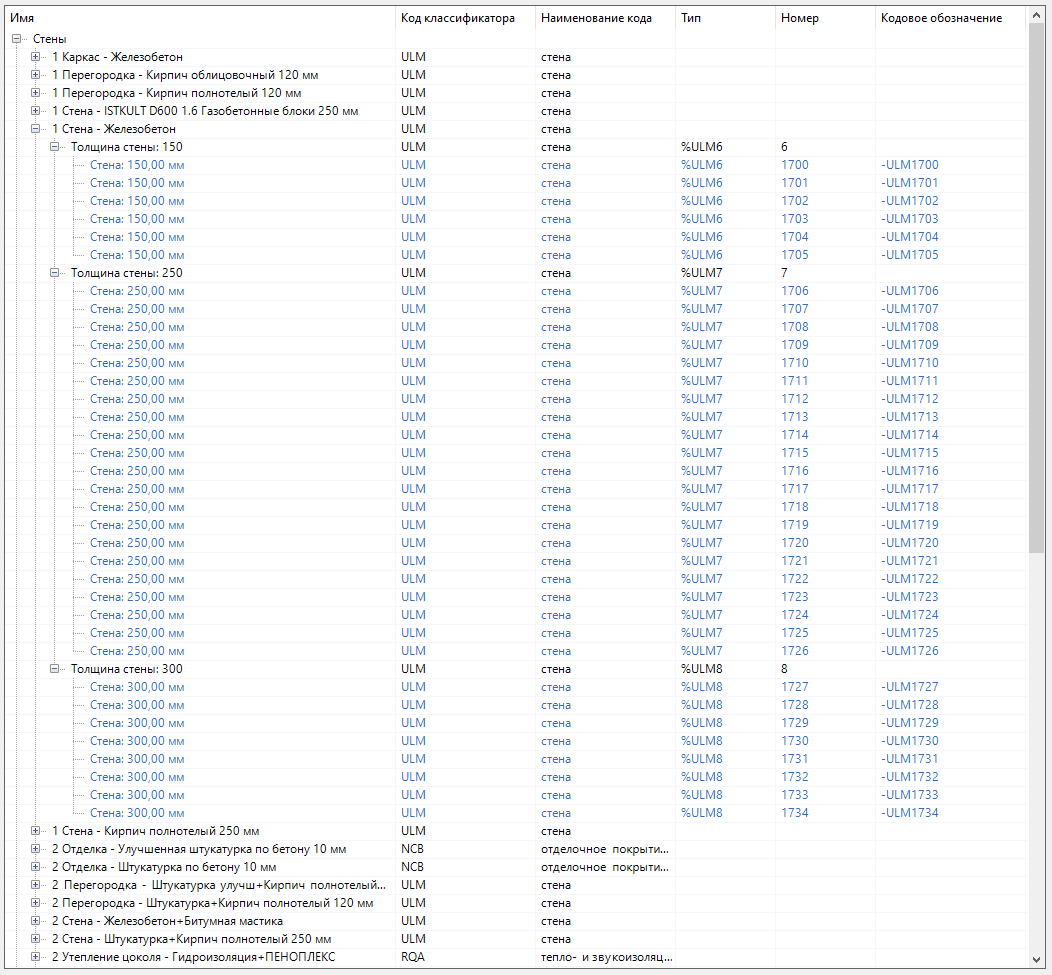 Имя Код классификатора Наименование кода Тип Номер Кодовое обозначение
Стены
1 Каркас - Железобетон ULM стена
1 Перегородка - Кирпич облицовочный 120 мм ULM стена
1 Перегородка - Кирпич полнотелый 120 мм ULM стена
1 Стена - ISTKULT D600 1.6 Газобетонные блоки 250 мм ULM стена
1 Стена - Железобетон ULM стена
Толщина стены: 150 ULM стена %ULM6 6
Стена: 150,00 мм ULM стена %ULM6 1700 -ULM1700
Стена: 150,00 мм ULM стена %ULM6 1701 -ULM1701
Стена: 150,00 мм ULM стена %ULM6 1702 -ULM1702
Стена: 150,00 мм ULM стена %ULM6 1703 -ULM1703
Стена: 150,00 мм ULM стена %ULM6 1704 -ULM1704
Стена: 150,00 мм ULM стена %ULM6 1705 -ULM1705
Толщина стены: 250 ULM стена %ULM7 7
Стена: 250,00 мм ULM стена %ULM7 1706 -ULM1706
Стена: 250,00 мм ULM стена %ULM7 1707 -ULM1707
Стена: 250,00 мм ULM стена %ULM7 1708 -ULM1708
Стена: 250,00 мм ULM стена %ULM7 1709 -ULM1709
Стена: 250,00 мм ULM стена %ULM7 1710 -ULM1710
Стена: 250,00 мм ULM стена %ULM7 1711 -ULM1711
Стена: 250,00 мм ULM стена %ULM7 1712 -ULM1712
Стена: 250,00 мм ULM стена %ULM7 1713 -ULM1713
Стена: 250,00 мм ULM стена %ULM7 1714 -ULM1714
Стена: 250,00 мм ULM стена %ULM7 1715 -ULM1715
Стена: 250,00 мм ULM стена %ULM7 1716 -ULM1716
Стена: 250,00 мм ULM стена %ULM7 1717 -ULM1717
Стена: 250,00 мм ULM стена %ULM7 1718 -ULM1718
Стена: 250,00 мм ULM стена %ULM7 1719 -ULM1719
Стена: 250,00 мм ULM стена %ULM7 1720 -ULM1720
Стена: 250,00 мм ULM стена %ULM7 1721 -ULM1721
Стена: 250,00 мм ULM стена %ULM7 1722 -ULM1722
Стена: 250,00 мм ULM стена %ULM7 1723 -ULM1723
Стена: 250,00 мм ULM стена %ULM7 1724 -ULM1724
Стена: 250,00 мм ULM стена %ULM7 1725 -ULM1725
Стена: 250,00 мм ULM стена %ULM7 1726 -ULM1726
Толщина стены: 300 ULM стена %ULM8 8
Стена: 300,00 мм ULM стена %ULM8 1727 -ULM1727
Стена: 300,00 мм ULM стена %ULM8 1728 -ULM1728
Стена: 300,00 мм ULM стена %ULM8 1729 -ULM1729
Стена: 300,00 мм ULM стена %ULM8 1730 -ULM1730
Стена: 300,00 мм ULM стена %ULM8 1731 -ULM1731
Стена: 300,00 мм ULM стена %ULM8 1732 -ULM1732
Стена: 300,00 мм ULM стена %ULM8 1733 -ULM1733
Стена: 300,00 мм ULM стена %ULM8 1734 -ULM1734
1 Стена - Кирпич полнотелый 250 мм ULM стена
2 Отделка - Улучшенная штукатурка по бетону 10 мм NCB отделочное покрыти...
2 Отделка - Штукатурка по бетону 10 мм NCB отделочное покрыти...
2 Перегородка - Штукатурка улучш+Кирпич полнотелый... ULM стена
2 Перегородка - Штукатурка+Кирпич полнотелый 120 мм ULM стена
2 Стена - Железобетон+Битумная мастика ULM стена
2 Стена - Штукатурка+Кирпич полнотелый 250 мм ULM стена
2 Утепление цоколя - Гидроизоляция+ПЕНОПЛЕКС RQA тепло- и звукоизоляц...